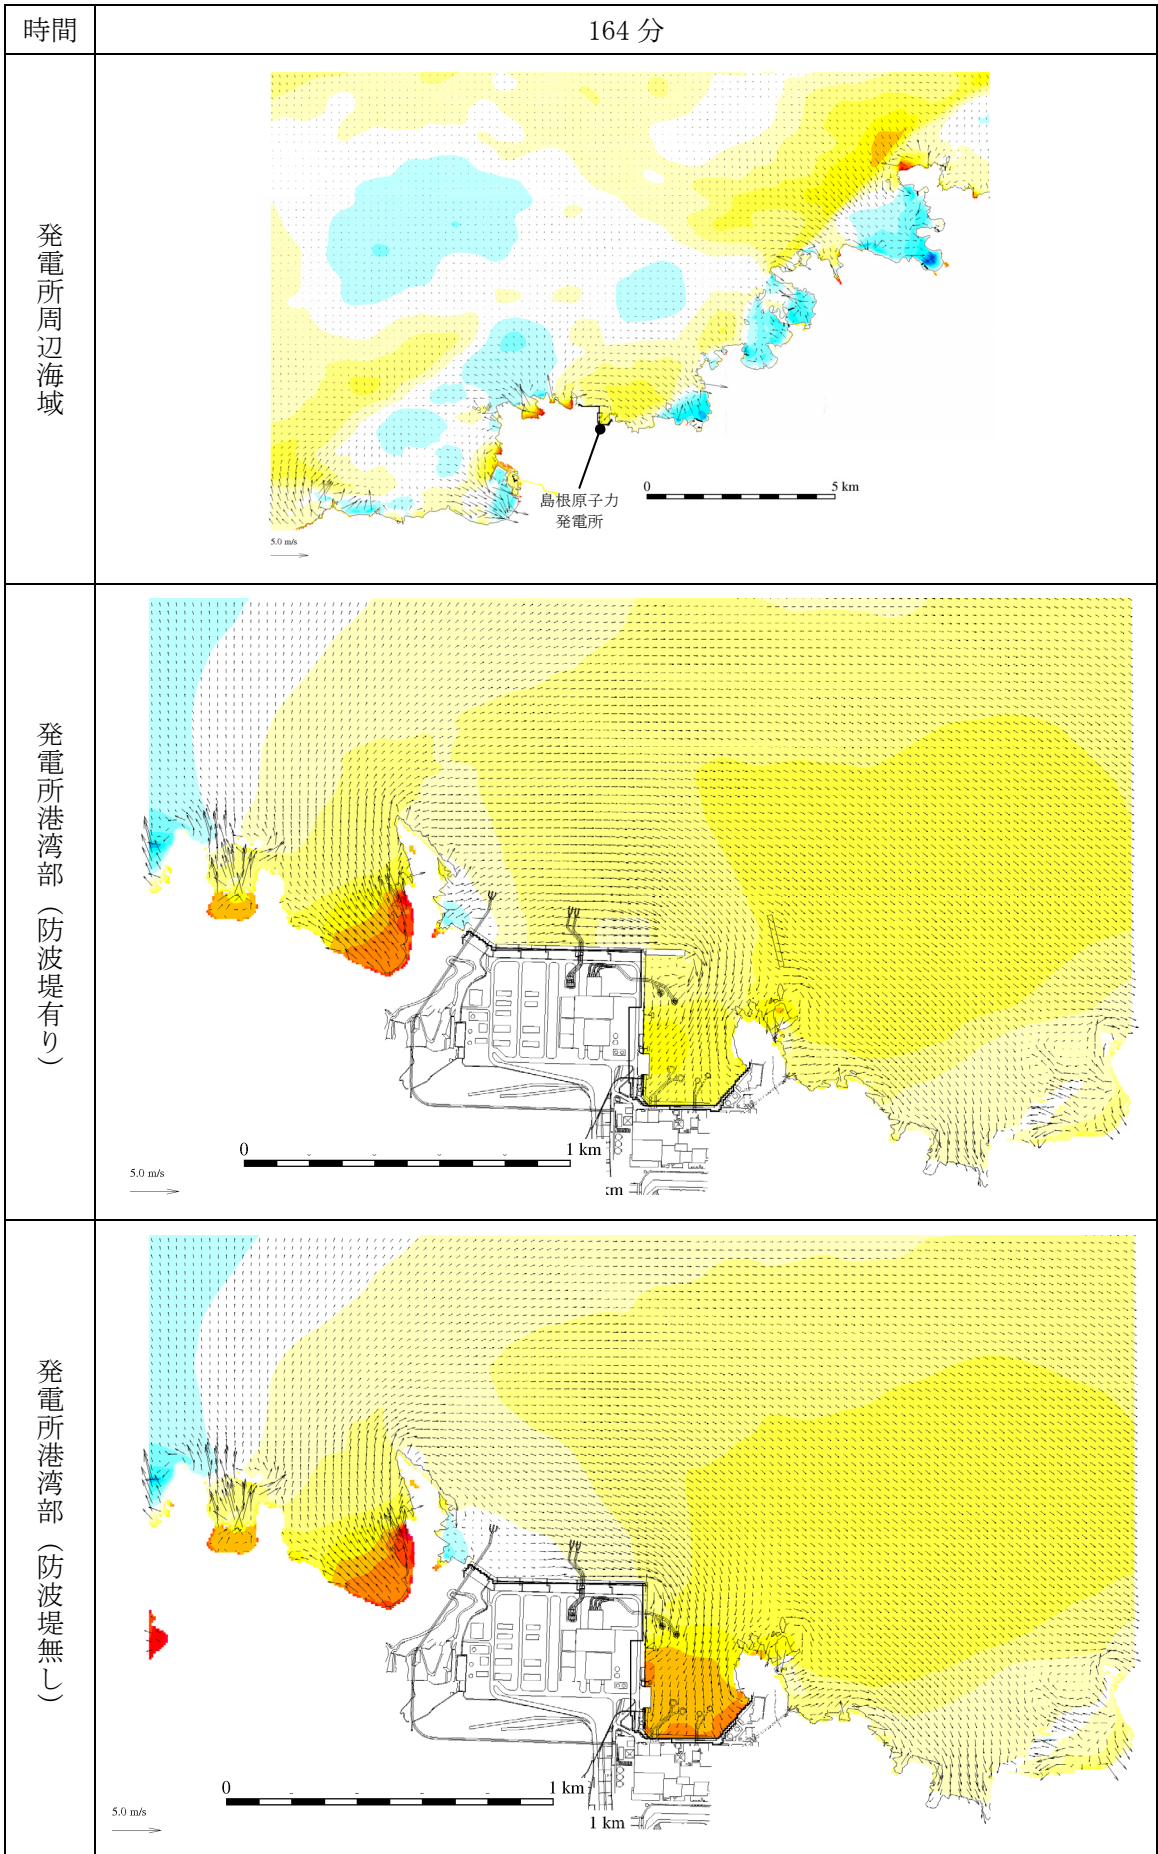 時間
164 分
発電所周辺海域
島根原子力
発電所
0
5 km
5.0 m/s
発電所港湾部（防波堤有り）
0
1 km
5.0 m/s
km
発電所港湾部（防波堤無し）
0
1 km
5.0 m/s
1 km